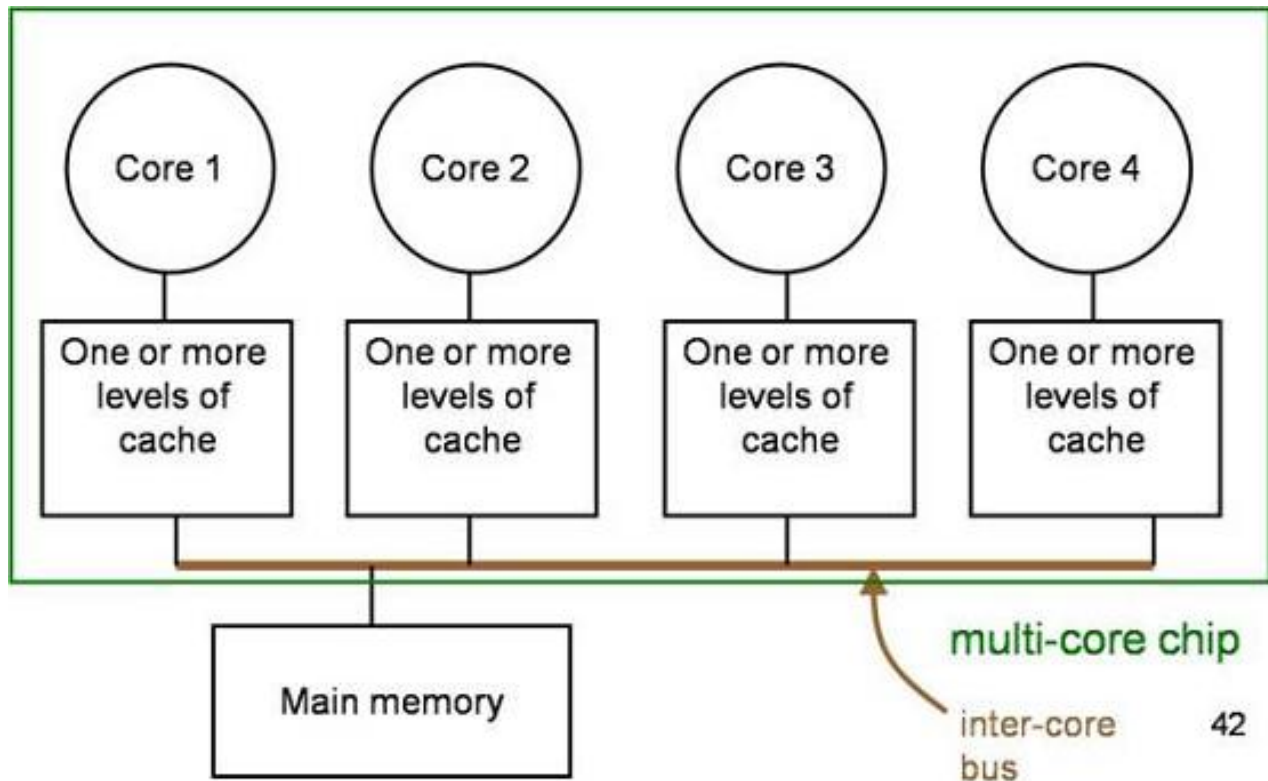 Core 1
Core 2
Core 3
Core 4
One or more
levels of
cache
One or more
levels of
cache
One or more
levels of
cache
One or more
levels of
cache
Main memory
multi-core chip
inter-core
bus
42